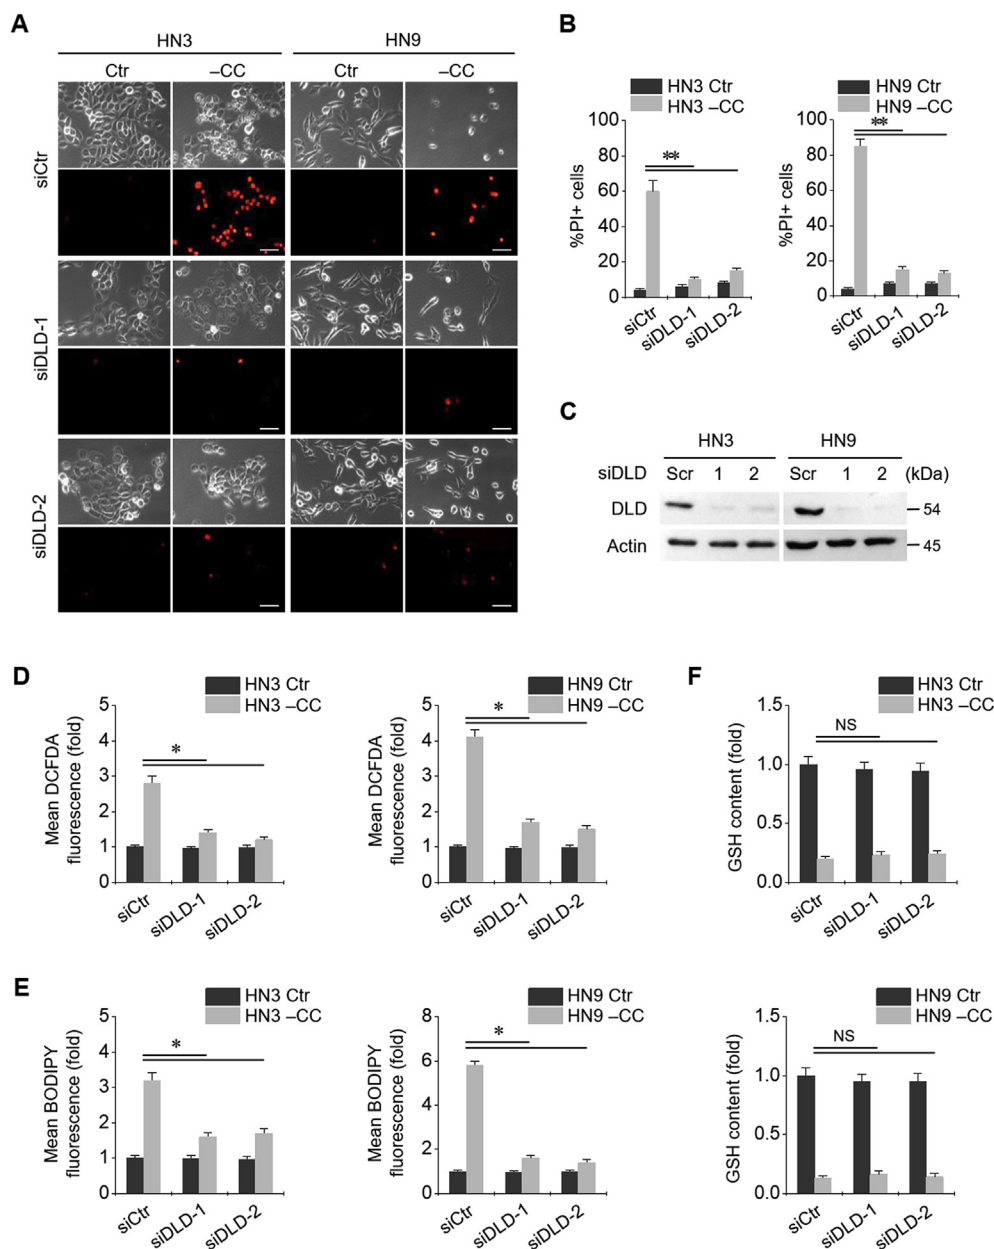 A
HN3 HN9
Ctr –CC Ctr –CC
siCtr
siDLD-1
siDLD-2
B
HN3 Ctr
HN3 –CC
%PI+ cells
100
80
60
40
20
0
**
siCtr siDLD-1 siDLD-2
HN9 Ctr
HN9 –CC
%PI+ cells
100
80
60
40
20
0
**
siCtr siDLD-1 siDLD-2
C
HN3 HN9
siDLD Scr 1 2 Scr 1 2 (kDa)
DLD 54
Actin 45
D
HN3 Ctr
HN3 –CC
Mean DCFDA
fluorescence (fold)
5
4
3
2
1
0
*
siCtr siDLD-1 siDLD-2
HN9 Ctr
HN9 –CC
Mean DCFDA
fluorescence (fold)
5
4
3
2
1
0
*
siCtr siDLD-1 siDLD-2
E
HN3 Ctr
HN3 –CC
Mean BODIPY
fluorescence (fold)
5
4
3
2
1
0
*
siCtr siDLD-1 siDLD-2
HN9 Ctr
HN9 –CC
Mean BODIPY
fluorescence (fold)
8
6
4
2
0
*
siCtr siDLD-1 siDLD-2
F
HN3 Ctr
HN3 –CC
GSH content (fold)
1.5
1.0
0.5
0.0
NS
siCtr siDLD-1 siDLD-2
HN9 Ctr
HN9 –CC
GSH content (fold)
1.5
1.0
0.5
0.0
NS
siCtr siDLD-1 siDLD-2